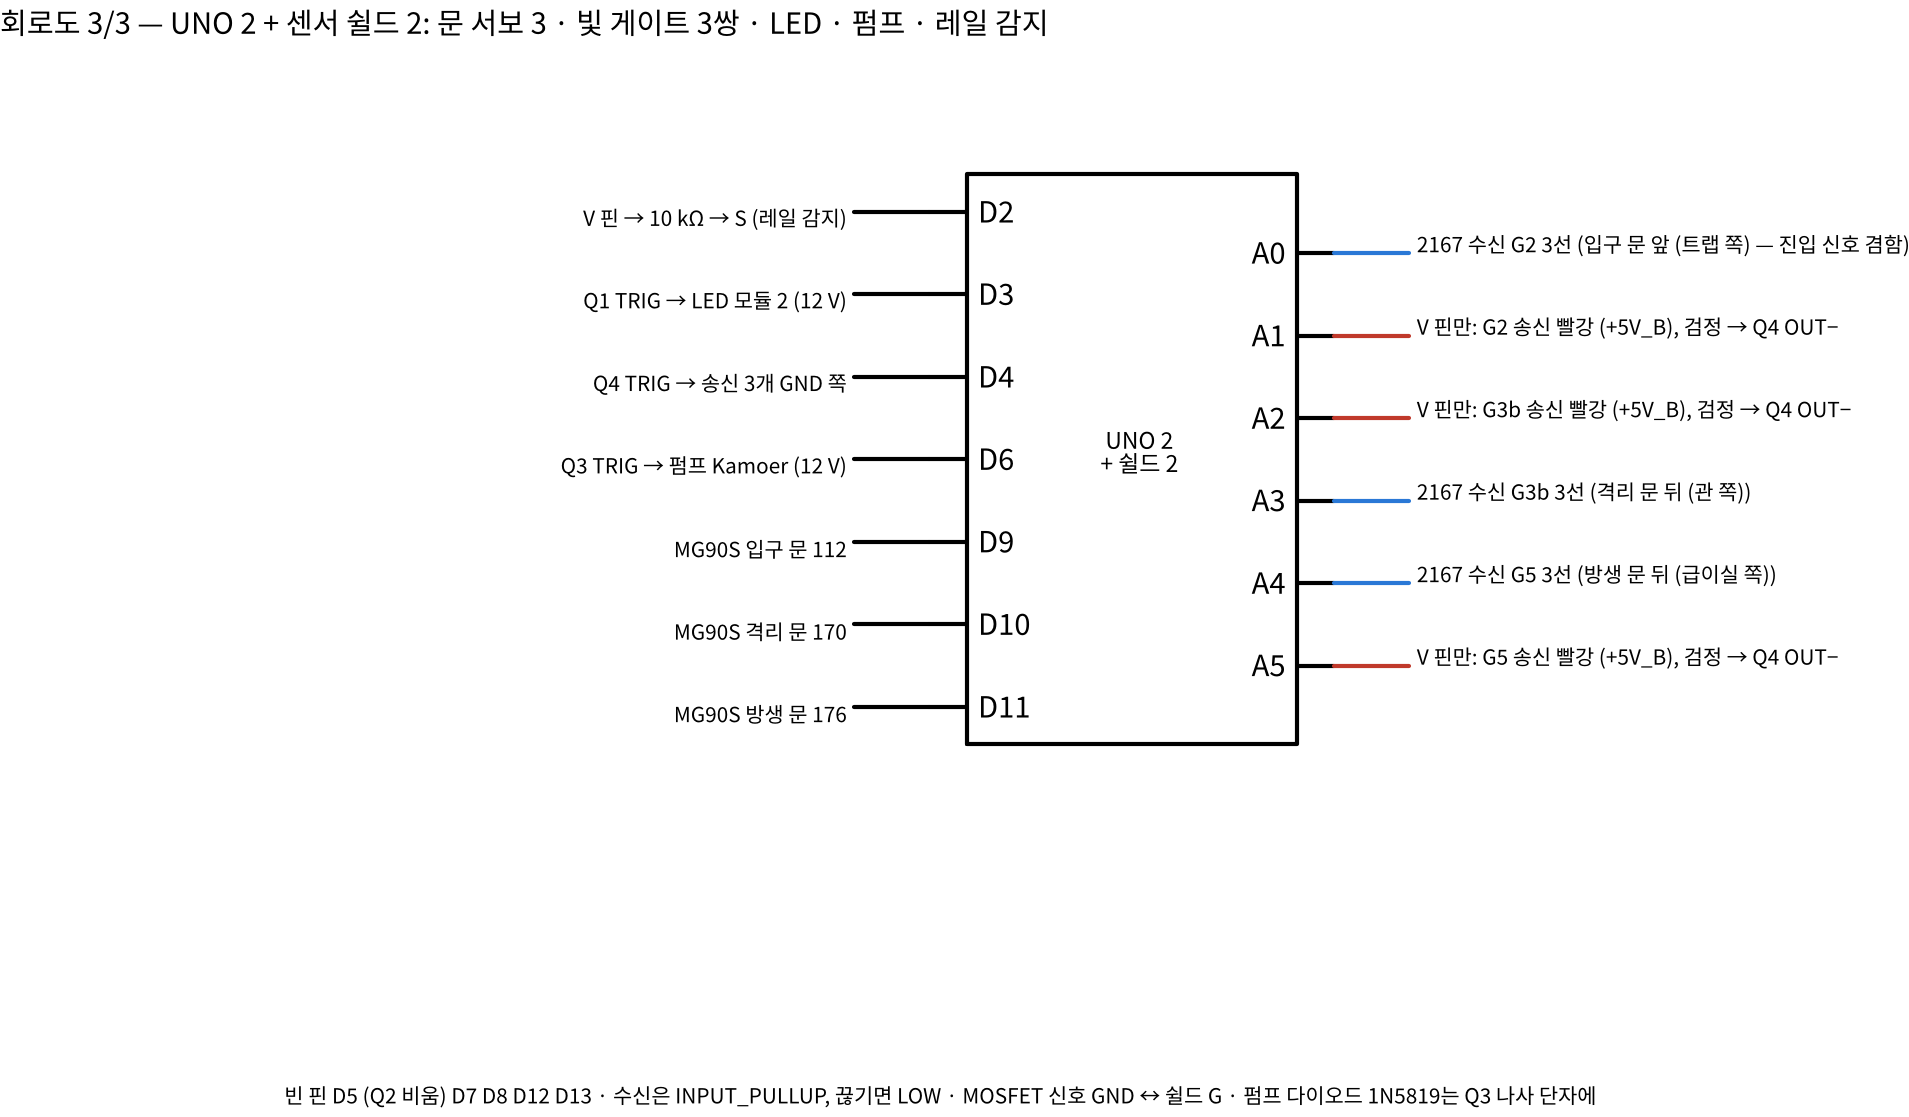 회로도 3/3 — UNO 2 + 센서 쉴드 2: 문 서보 3 · 빛 게이트 3쌍 · LED · 펌프 · 레일 감지
V 핀 → 10 kΩ → S (레일 감지)
D2
Q1 TRIG → LED 모듈 2 (12 V)
D3
Q4 TRIG → 송신 3개 GND 쪽
D4
Q3 TRIG → 펌프 Kamoer (12 V)
D6
MG90S 입구 문 112
D9
MG90S 격리 문 170
D10
MG90S 방생 문 176
D11
UNO 2
+ 쉴드 2
A0
2167 수신 G2 3선 (입구 문 앞 (트랩 쪽) — 진입 신호 겸함)
A1
V 핀만: G2 송신 빨강 (+5V_B), 검정 → Q4 OUT−
A2
V 핀만: G3b 송신 빨강 (+5V_B), 검정 → Q4 OUT−
A3
2167 수신 G3b 3선 (격리 문 뒤 (관 쪽))
A4
2167 수신 G5 3선 (방생 문 뒤 (급이실 쪽))
A5
V 핀만: G5 송신 빨강 (+5V_B), 검정 → Q4 OUT−
빈 핀 D5 (Q2 비움) D7 D8 D12 D13 · 수신은 INPUT_PULLUP, 끊기면 LOW · MOSFET 신호 GND ↔ 쉴드 G · 펌프 다이오드 1N5819는 Q3 나사 단자에